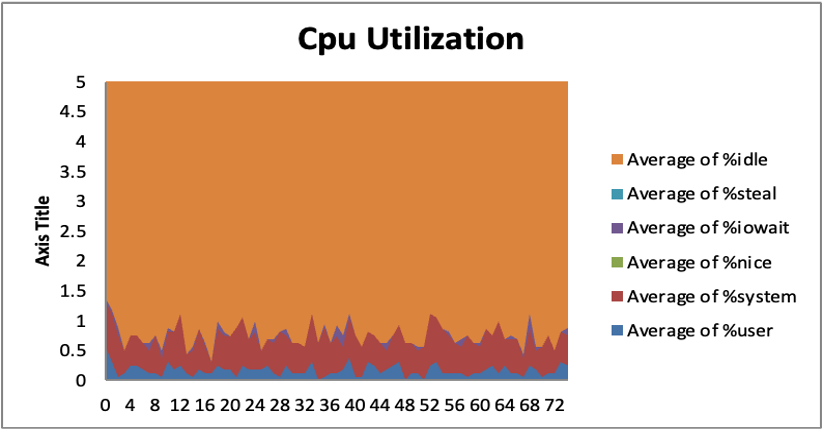 Cpu Utilization
5
4.5
4
3.5
3
2.5
2
1.5
1
0.5
0
Axis Title
0 4 8 12 16 20 24 28 32 36 40 44 48 52 56 60 64 68 72
Average of %idle
Average of %steal
Average of %iowait
Average of %nice
Average of %system
Average of %user